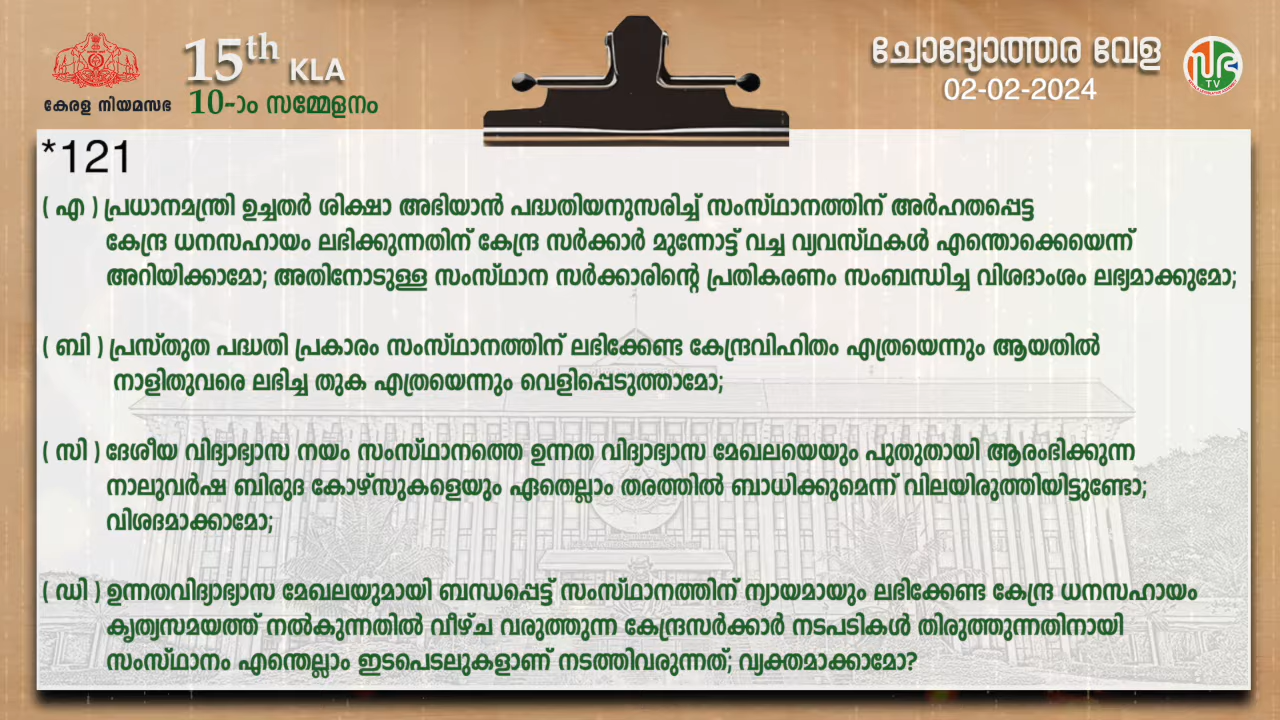 കേരള നിയമസഭ
15th KLA
10-ാം സമ്മേളനം
ചോദ്യോത്തര വേള
02-02-2024
സഭ TV
*121
( എ ) പ്രധാനമന്ത്രി ഉച്ചതർ ശിക്ഷാ അഭിയാൻ പദ്ധതിയനുസരിച്ച് സംസ്ഥാനത്തിന് അർഹതപ്പെട്ട
കേന്ദ്ര ധനസഹായം ലഭിക്കുന്നതിന് കേന്ദ്ര സർക്കാർ മുന്നോട്ട് വച്ച വ്യവസ്ഥകൾ എന്തൊക്കെയെന്ന്
അറിയിക്കാമോ; അതിനോടുള്ള സംസ്ഥാന സർക്കാരിന്റെ പ്രതികരണം സംബന്ധിച്ച വിശദാംശം ലഭ്യമാക്കുമോ;
( ബി ) പ്രസ്തുത പദ്ധതി പ്രകാരം സംസ്ഥാനത്തിന് ലഭിക്കേണ്ട കേന്ദ്രവിഹിതം എത്രയെന്നും ആയതിൽ
നാളിതുവരെ ലഭിച്ച തുക എത്രയെന്നും വെളിപ്പെടുത്താമോ;
( സി ) ദേശീയ വിദ്യാഭ്യാസ നയം സംസ്ഥാനത്തെ ഉന്നത വിദ്യാഭ്യാസ മേഖലയെയും പുതുതായി ആരംഭിക്കുന്ന
നാലുവർഷ ബിരുദ കോഴ്സുകളെയും ഏതെല്ലാം തരത്തിൽ ബാധിക്കുമെന്ന് വിലയിരുത്തിയിട്ടുണ്ടോ;
വിശദമാക്കാമോ;
( ഡി ) ഉന്നതവിദ്യാഭ്യാസ മേഖലയുമായി ബന്ധപ്പെട്ട് സംസ്ഥാനത്തിന് ന്യായമായും ലഭിക്കേണ്ട കേന്ദ്ര ധനസഹായം
കൃത്യസമയത്ത് നൽകുന്നതിൽ വീഴ്ച വരുത്തുന്ന കേന്ദ്രസർക്കാർ നടപടികൾ തിരുത്തുന്നതിനായി
സംസ്ഥാനം എന്തെല്ലാം ഇടപെടലുകളാണ് നടത്തിവരുന്നത്; വ്യക്തമാക്കാമോ?